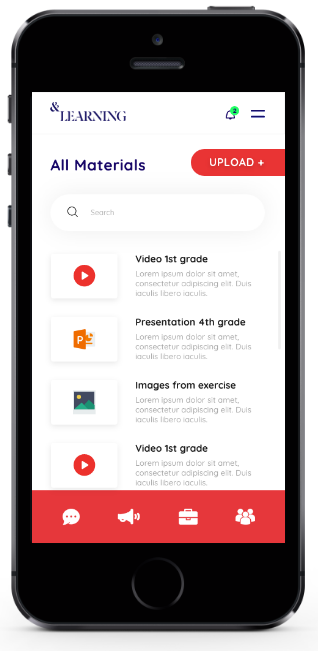 &LEARNING
2
All Materials
UPLOAD +
Search
Video 1st grade
Lorem ipsum dolor sit amet,
consectetur adipiscing elit. Duis
iaculis libero iaculis.
Presentation 4th grade
Lorem ipsum dolor sit amet,
consectetur adipiscing elit. Duis
iaculis libero iaculis.
P
Images from exercise
Lorem ipsum dolor sit amet,
consectetur adipiscing elit. Duis
iaculis libero iaculis.
Video 1st grade
Lorem ipsum dolor sit amet,
consectetur adipiscing elit. Duis
iaculis libero iaculis.